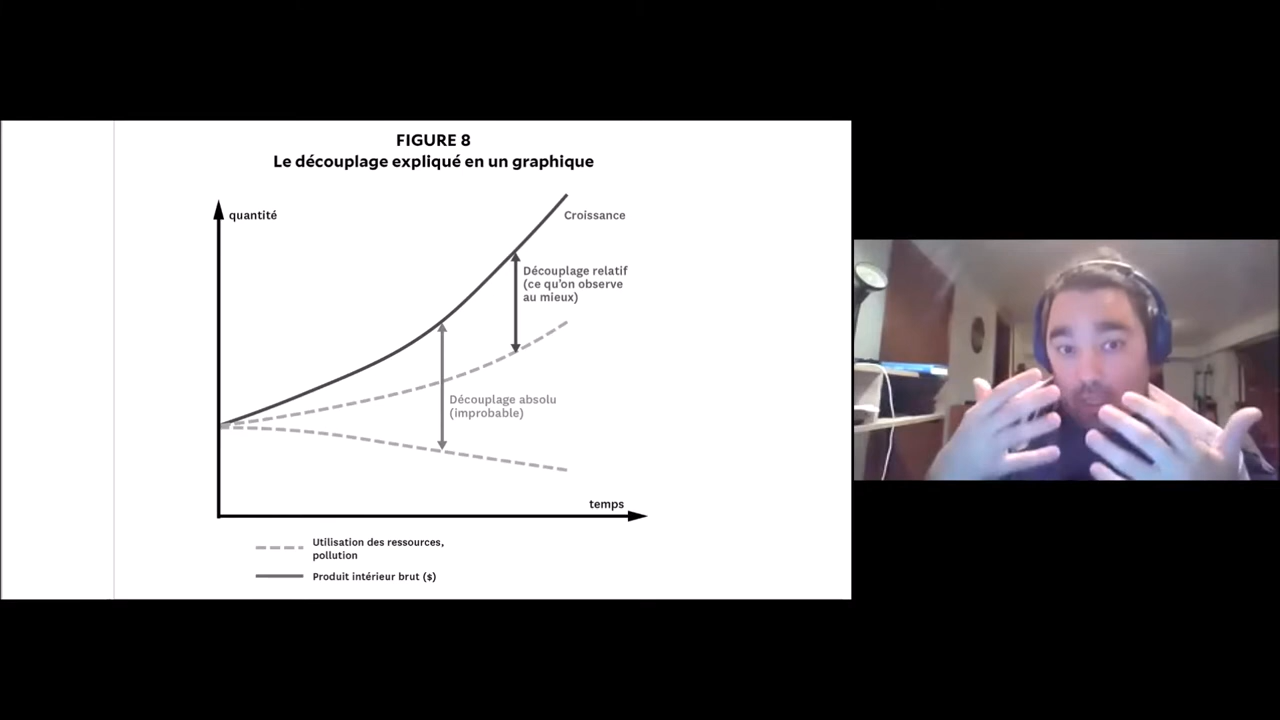 FIGURE 8
Le découplage expliqué en un graphique
quantité
Croissance
Découplage relatif
(ce qu'on observe
au mieux)
Découplage absolu
(improbable)
temps
Utilisation des ressources,
pollution
Produit intérieur brut ($)